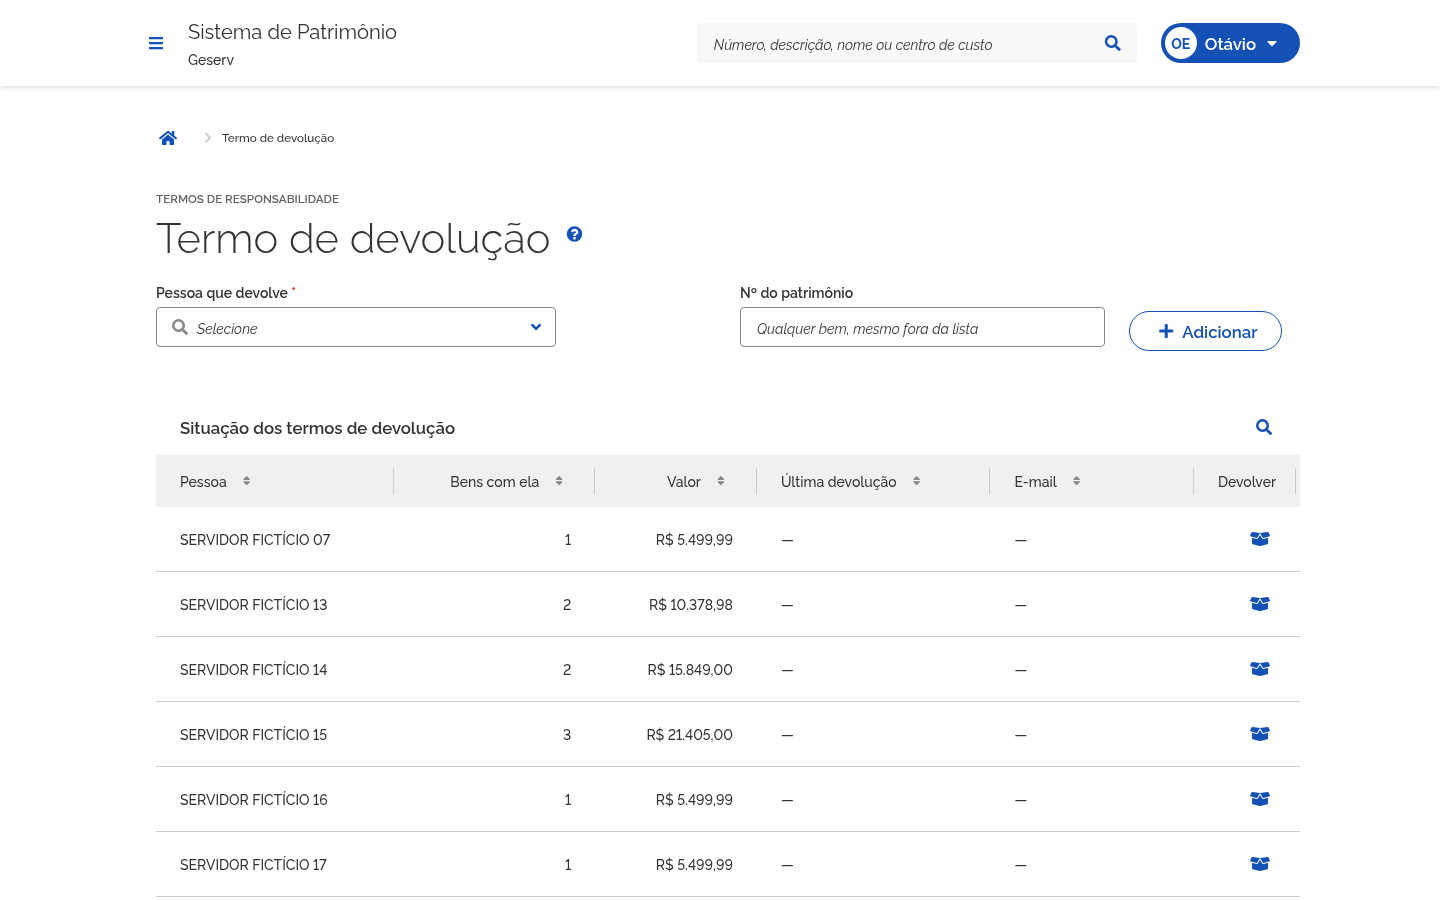 Sistema de Patrimônio
Geserv
Número, descrição, nome ou centro de custo
OE Otávio
Termo de devolução
TERMOS DE RESPONSABILIDADE
Termo de devolução
Pessoa que devolve *
Selecione
Nº do patrimônio
Qualquer bem, mesmo fora da lista
Adicionar
Situação dos termos de devolução
Pessoa Bens com ela Valor Última devolução E-mail Devolver
SERVIDOR FICTÍCIO 07 1 R$ 5.499,99 — —
SERVIDOR FICTÍCIO 13 2 R$ 10.378,98 — —
SERVIDOR FICTÍCIO 14 2 R$ 15.849,00 — —
SERVIDOR FICTÍCIO 15 3 R$ 21.405,00 — —
SERVIDOR FICTÍCIO 16 1 R$ 5.499,99 — —
SERVIDOR FICTÍCIO 17 1 R$ 5.499,99 — —